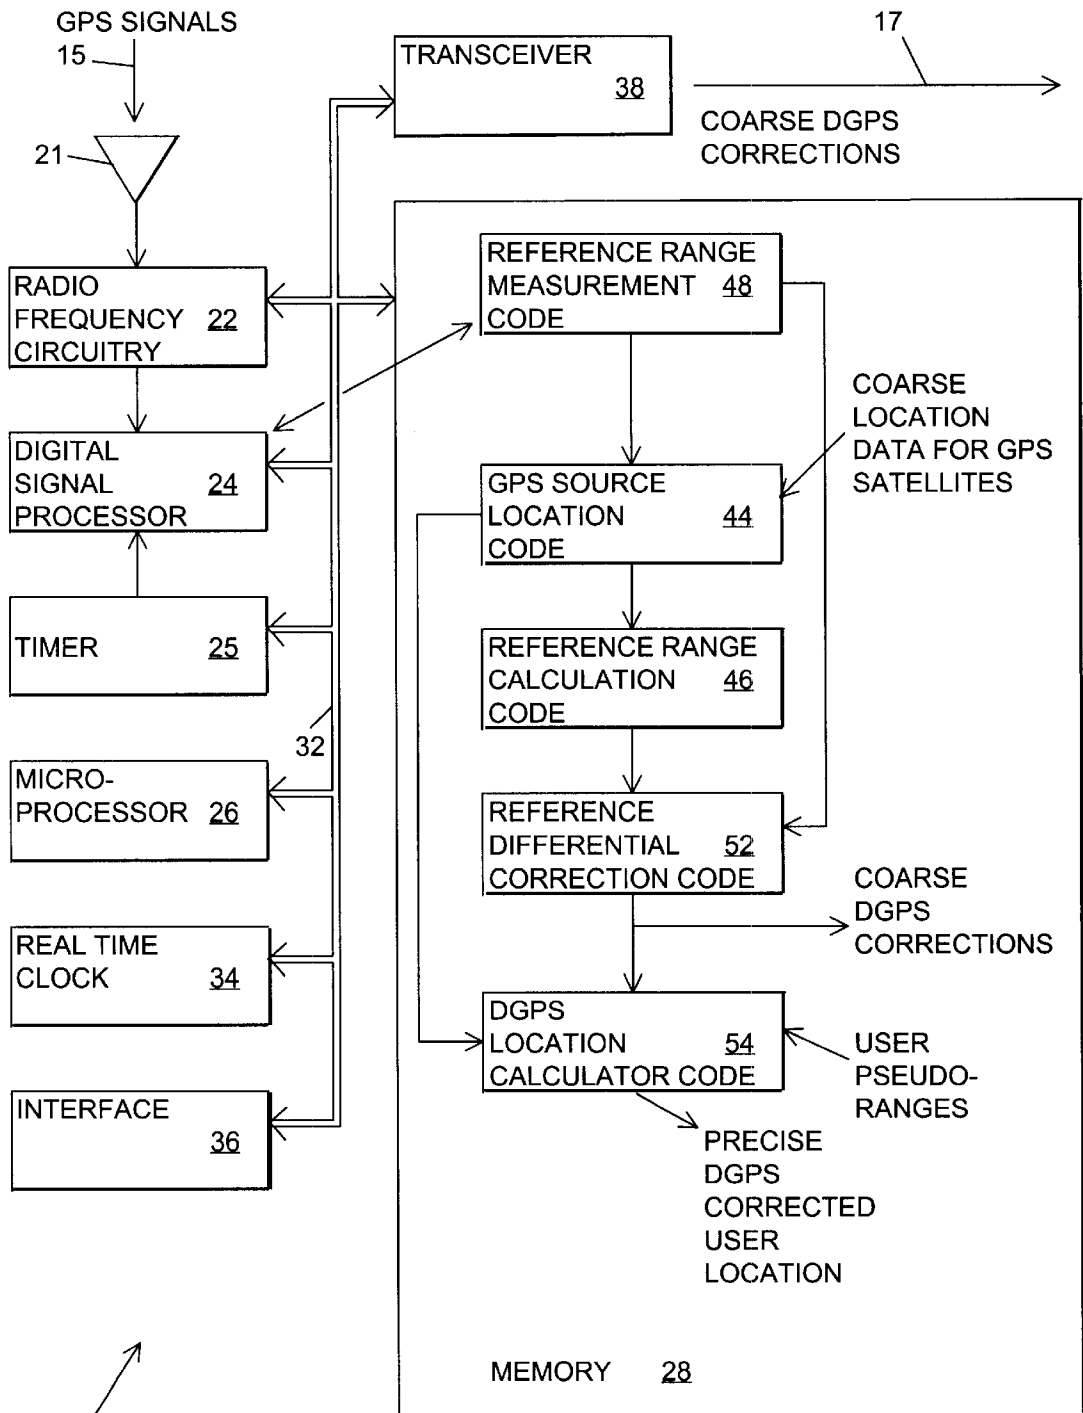 GPS SIGNALS
15
21
RADIO
FREQUENCY 22
CIRCUITRY
DIGITAL
SIGNAL 24
PROCESSOR
TIMER 25
32
MICRO-
PROCESSOR 26
REAL TIME
CLOCK 34
INTERFACE
36
TRANSCEIVER
38
17
COARSE DGPS
CORRECTIONS
REFERENCE RANGE
MEASUREMENT 48
CODE
COARSE
LOCATION
DATA FOR GPS
SATELLITES
GPS SOURCE
LOCATION 44
CODE
REFERENCE RANGE
CALCULATION 46
CODE
REFERENCE
DIFFERENTIAL 52
CORRECTION CODE
COARSE
DGPS
CORRECTIONS
DGPS
LOCATION 54
CALCULATOR CODE
USER
PSEUDO-
RANGES
PRECISE
DGPS
CORRECTED
USER
LOCATION
MEMORY 28